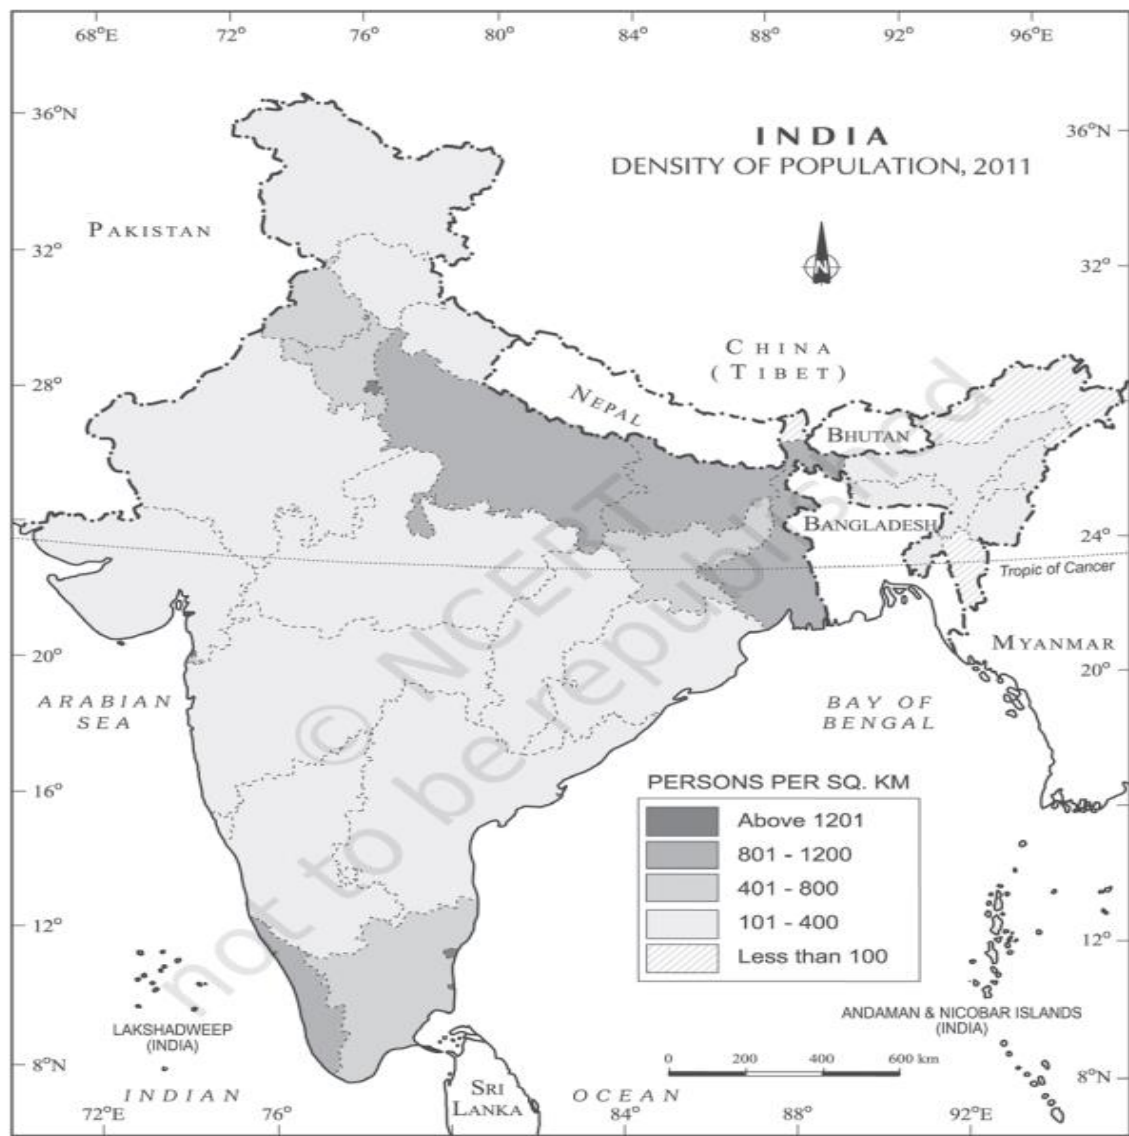 68°E 72° 76° 80° 84° 88° 92° 96°E
36°N
36°N
INDIA
DENSITY OF POPULATION, 2011
PAKISTAN
N
32°
32°
CHINA
(TIBET)
28°
28°
NEPAL
BHUTAN
BANGLADESH
24°
24°
Tropic of Cancer
MYANMAR
20°
20°
ARABIAN
SEA
BAY OF
BENGAL
© NCERT
not to be republished
PERSONS PER SQ. KM
Above 1201
801 - 1200
401 - 800
101 - 400
Less than 100
16°
16°
12°
12°
LAKSHADWEEP
(INDIA)
ANDAMAN & NICOBAR ISLANDS
(INDIA)
0 200 400 600 km
8°N
8°N
INDIAN OCEAN
SRI
LANKA
72°E 76° 84° 88° 92°E